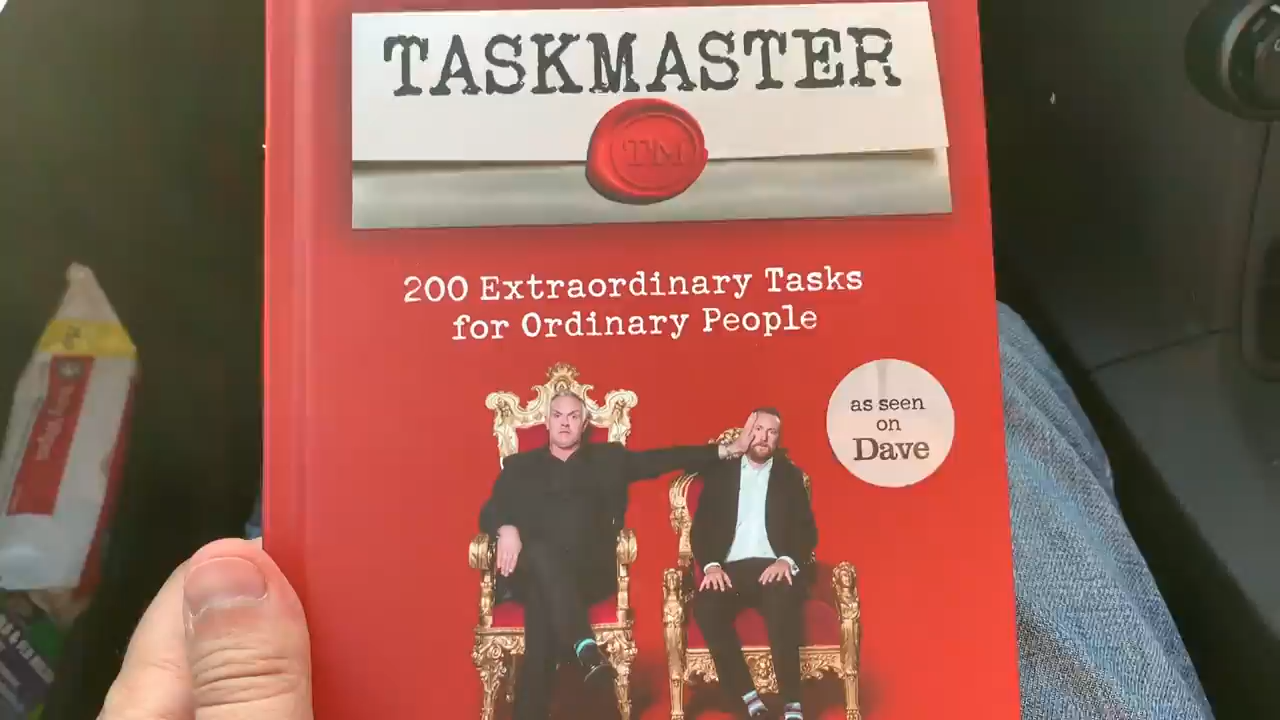 TASKMASTER
TM
200 Extraordinary Tasks
for Ordinary People
as seen
on
Dave